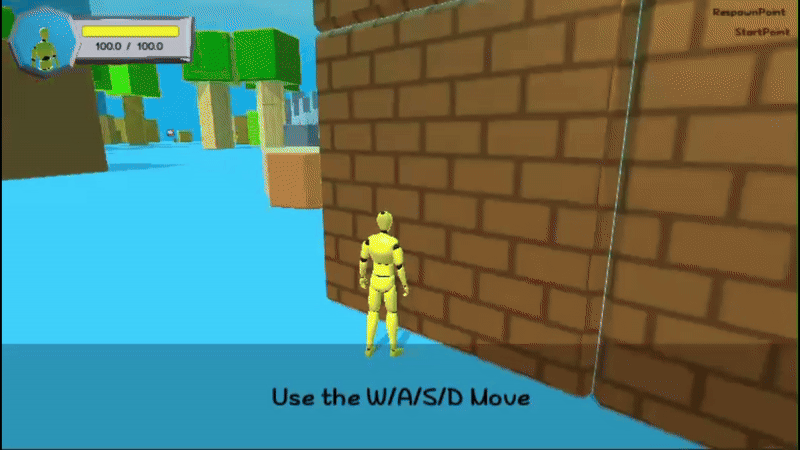 100.0 / 100.0
RespawnPoint
StartPoint
Use the W/A/S/D Move